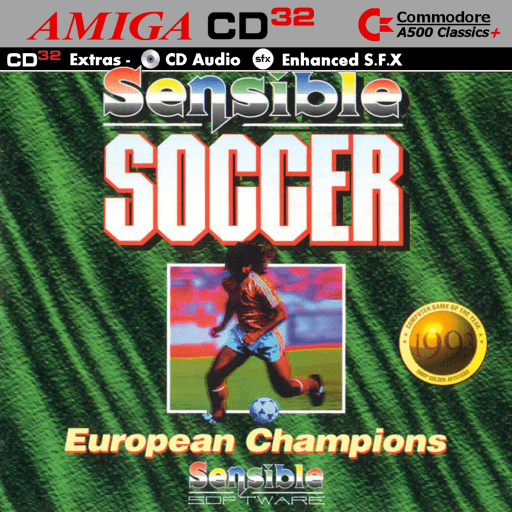 AMIGA CD32
Commodore
A500 Classics+
CD32 Extras - CD Audio sfx Enhanced S.F.X
Sensible
SOCCER
COMPUTER GAME OF THE YEAR
1992
European Champions
Sensible
SOFTWARE